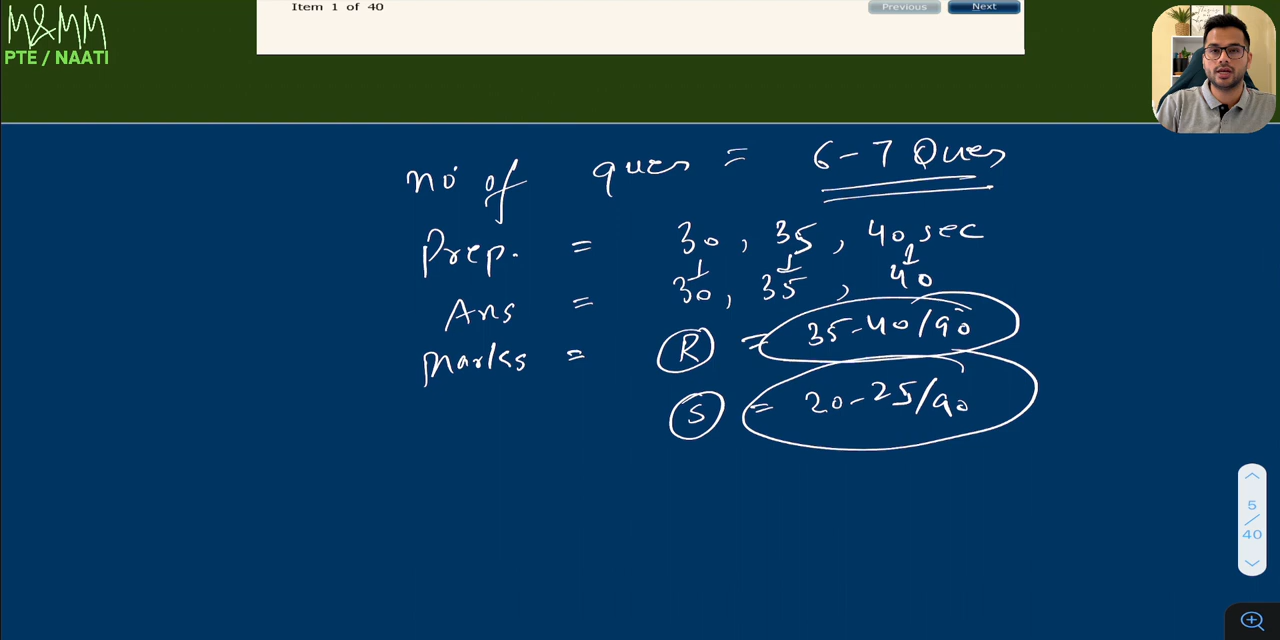 M&MM
PTE / NAATI
Item 1 of 40
Previous
Next
no of ques = 6-7 Ques
Prep. = 30, 35, 40 sec
Ans = 30, 35, 40
Marks = R = 35-40/90
S = 20-25/90
5
/
40